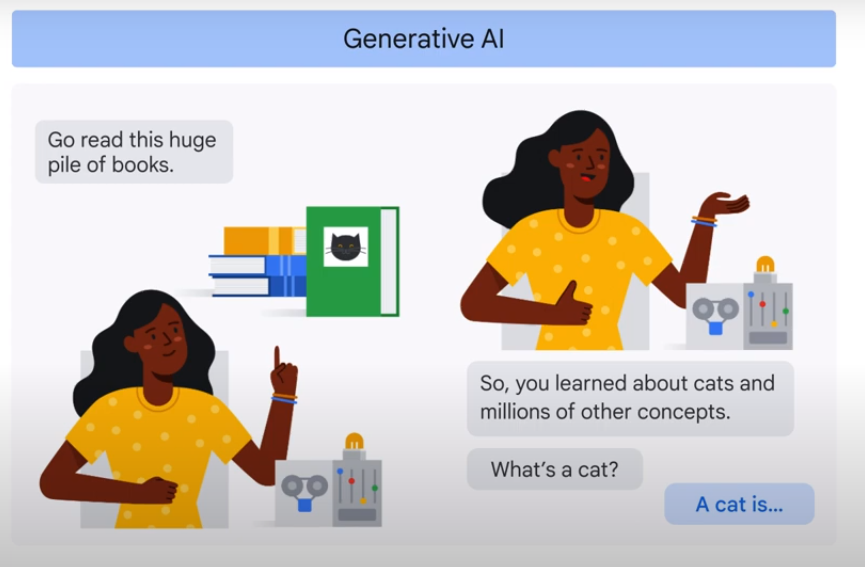 Generative AI
Go read this huge
pile of books.
So, you learned about cats and
millions of other concepts.
What's a cat?
A cat is...